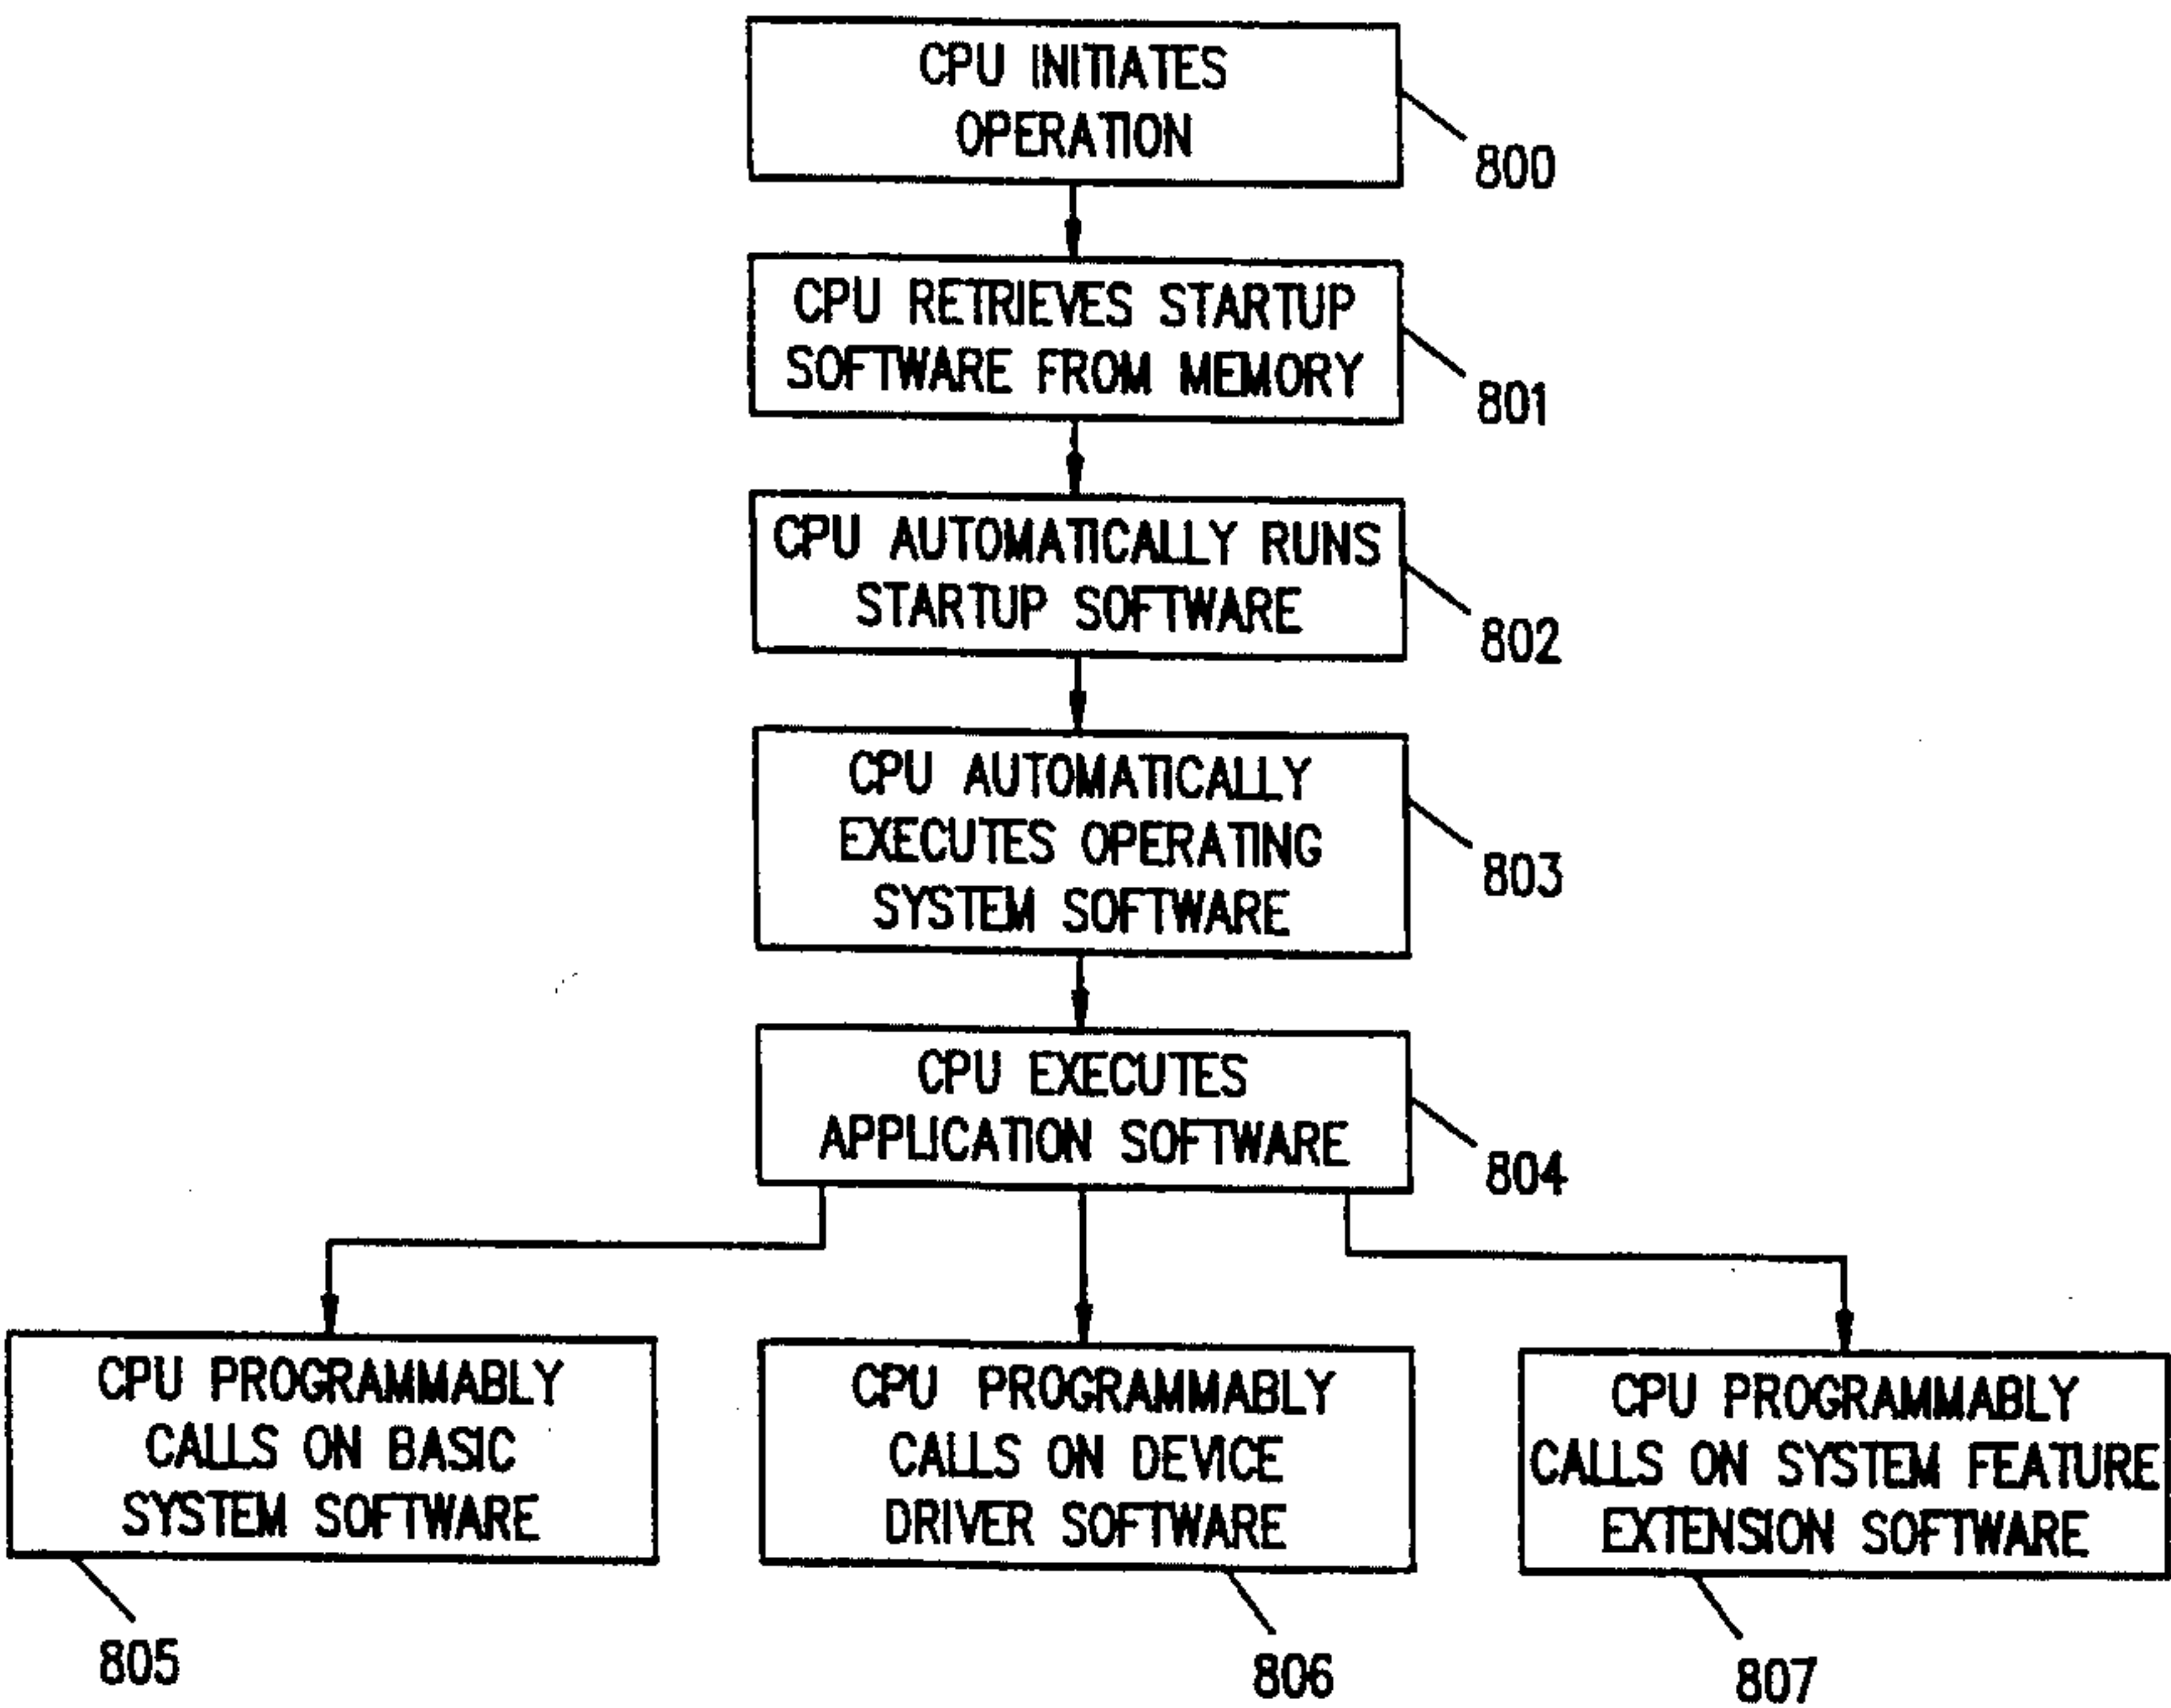 CPU INITIATES
OPERATION
800
CPU RETRIEVES STARTUP
SOFTWARE FROM MEMORY
801
CPU AUTOMATICALLY RUNS
STARTUP SOFTWARE
802
CPU AUTOMATICALLY
EXECUTES OPERATING
SYSTEM SOFTWARE
803
CPU EXECUTES
APPLICATION SOFTWARE
804
CPU PROGRAMMABLY
CALLS ON BASIC
SYSTEM SOFTWARE
805
CPU PROGRAMMABLY
CALLS ON DEVICE
DRIVER SOFTWARE
806
CPU PROGRAMMABLY
CALLS ON SYSTEM FEATURE
EXTENSION SOFTWARE
807